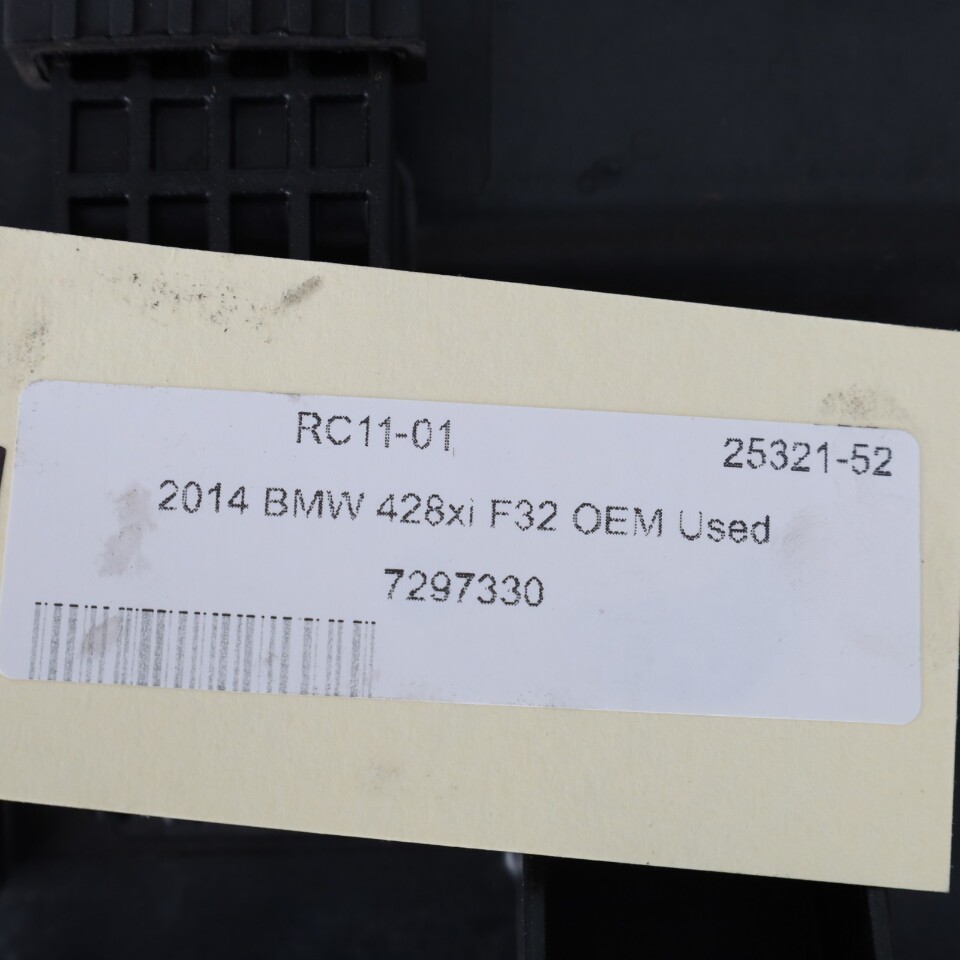 RC11-01
25321-52
2014 BMW 428xi F32 OEM Used
7297330